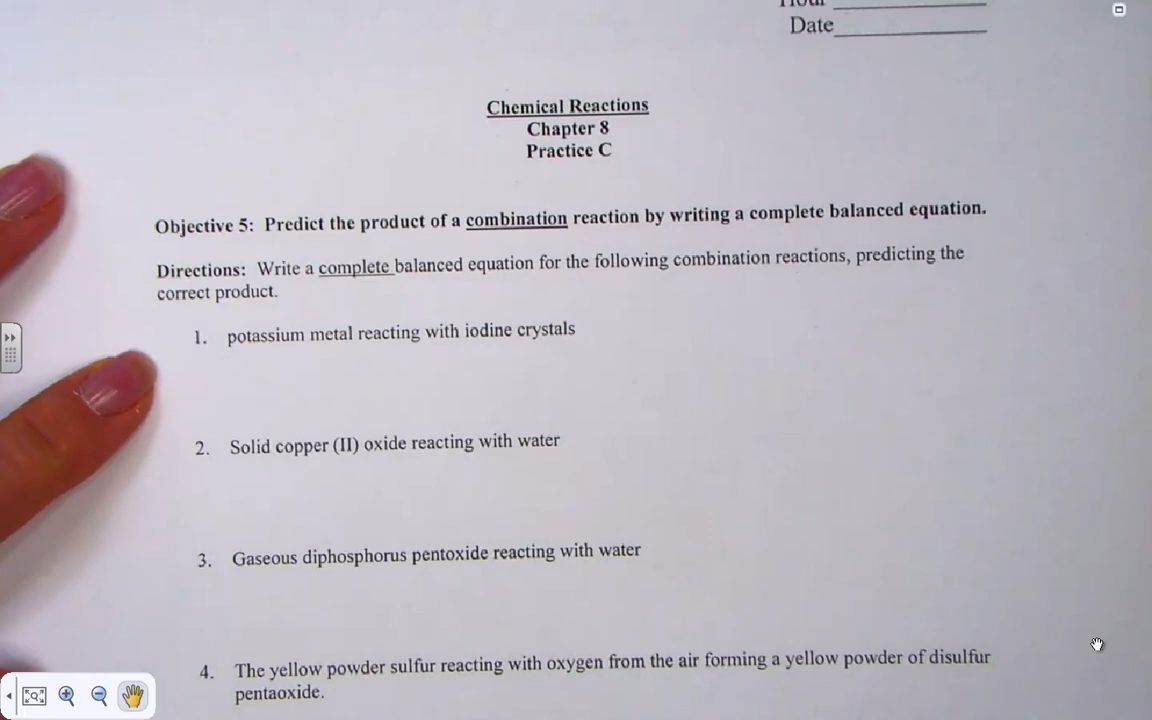 Date
Chemical Reactions
Chapter 8
Practice C
Objective 5: Predict the product of a combination reaction by writing a complete balanced equation.
Directions: Write a complete balanced equation for the following combination reactions, predicting the
correct product.
1. potassium metal reacting with iodine crystals
2. Solid copper (II) oxide reacting with water
3. Gaseous diphosphorus pentoxide reacting with water
4. The yellow powder sulfur reacting with oxygen from the air forming a yellow powder of disulfur
pentaoxide.